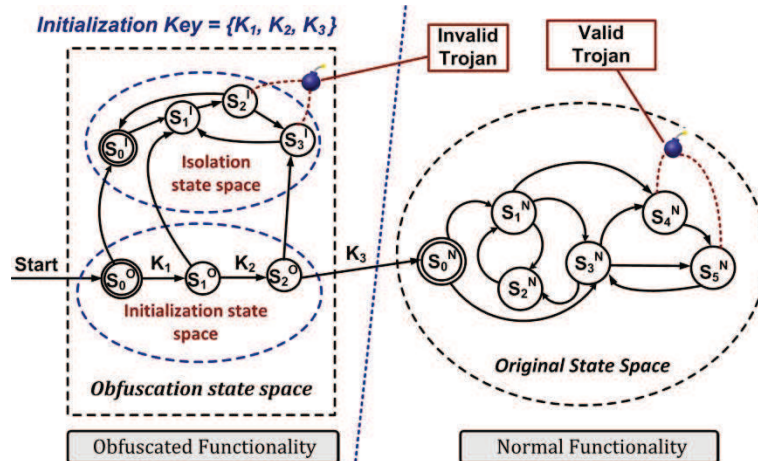 Initialization Key = {K₁, K₂, K₃}
Invalid
Trojan
Valid
Trojan
S₀ᴵ
S₁ᴵ
S₂ᴵ
S₃ᴵ
Isolation
state space
Start
S₀ᴼ
K₁
S₁ᴼ
K₂
S₂ᴼ
K₃
Initialization state
space
Obfuscation state space
S₀ᴺ
S₁ᴺ
S₂ᴺ
S₃ᴺ
S₄ᴺ
S₅ᴺ
Original State Space
Obfuscated Functionality
Normal Functionality